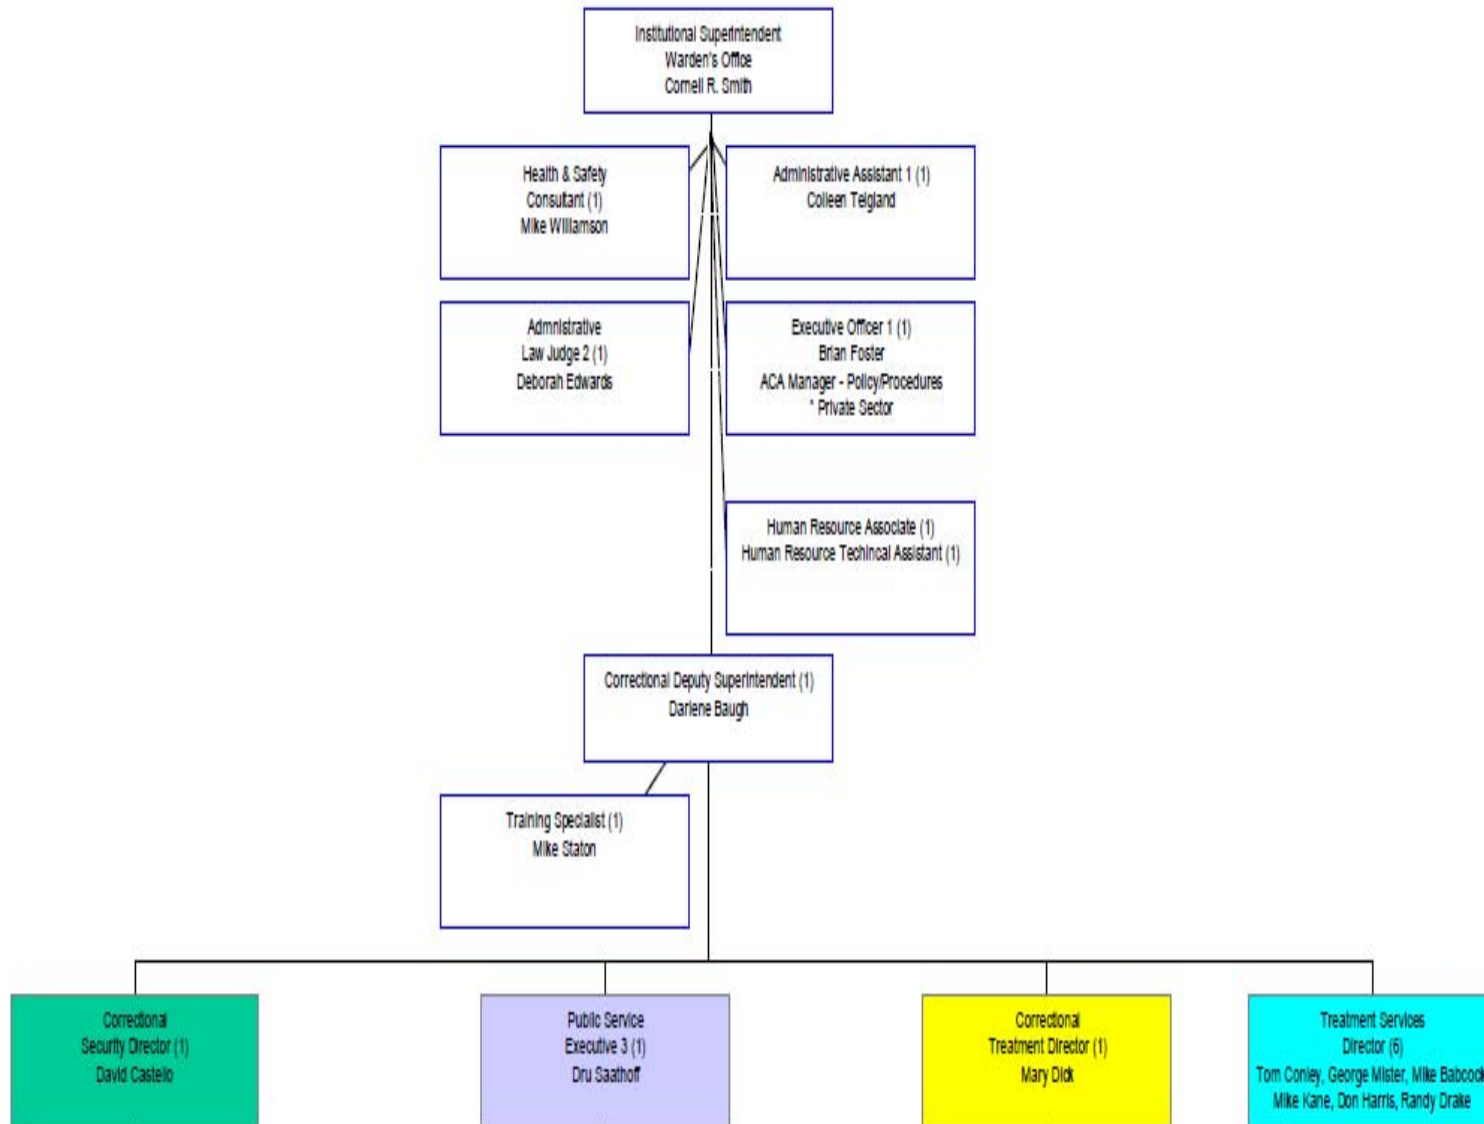 Institutional Superintendent
Warden's Office
Cornell R. Smith
Health & Safety
Consultant (1)
Mike Williamson
Administrative Assistant 1 (1)
Colleen Teigland
Admnistrative
Law Judge 2 (1)
Deborah Edwards
Executive Officer 1 (1)
Brian Foster
ACA Manager - Policy/Procedures
* Private Sector
Human Resource Associate (1)
Human Resource Techincal Assistant (1)
Correctional Deputy Superintendent (1)
Darlene Baugh
Training Specialist (1)
Mike Staton
Correctional
Security Director (1)
David Castello
Public Service
Executive 3 (1)
Dru Saathoff
Correctional
Treatment Director (1)
Mary Dick
Treatment Services
Director (6)
Tom Conley, George Mister, Mike Babcock
Mike Kane, Don Harris, Randy Drake